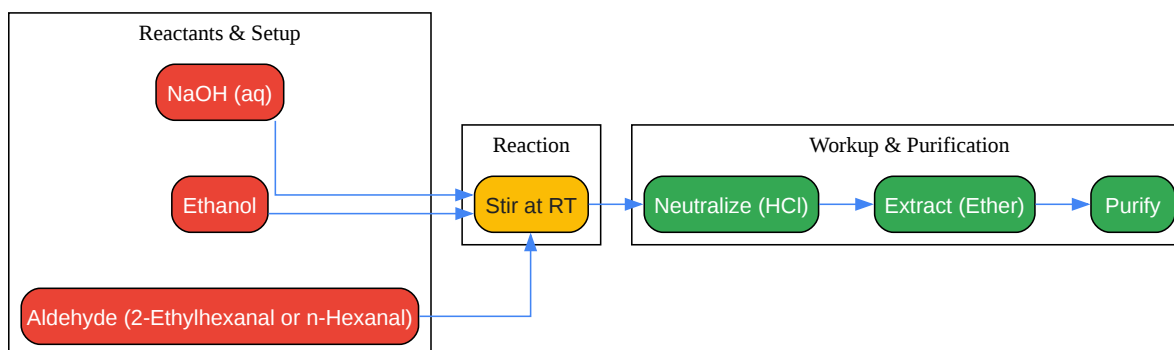 Reactants & Setup
NaOH (aq)
Ethanol
Aldehyde (2-Ethylhexanal or n-Hexanal)
Reaction
Stir at RT
Workup & Purification
Neutralize (HCl)
Extract (Ether)
Purify